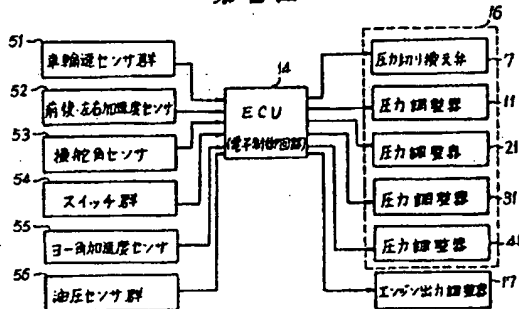 51
車輪速センサ群
52
前後・左右加速度センサ
53
操舵角センサ
54
スイッチ群
55
ヨー角加速度センサ
56
油圧センサ群
14
ECU
(電子制御回路)
16
圧力切り換え弁
7
圧力調整器
11
圧力調整器
21
圧力調整器
31
圧力調整器
41
エンジン出力調整器
17